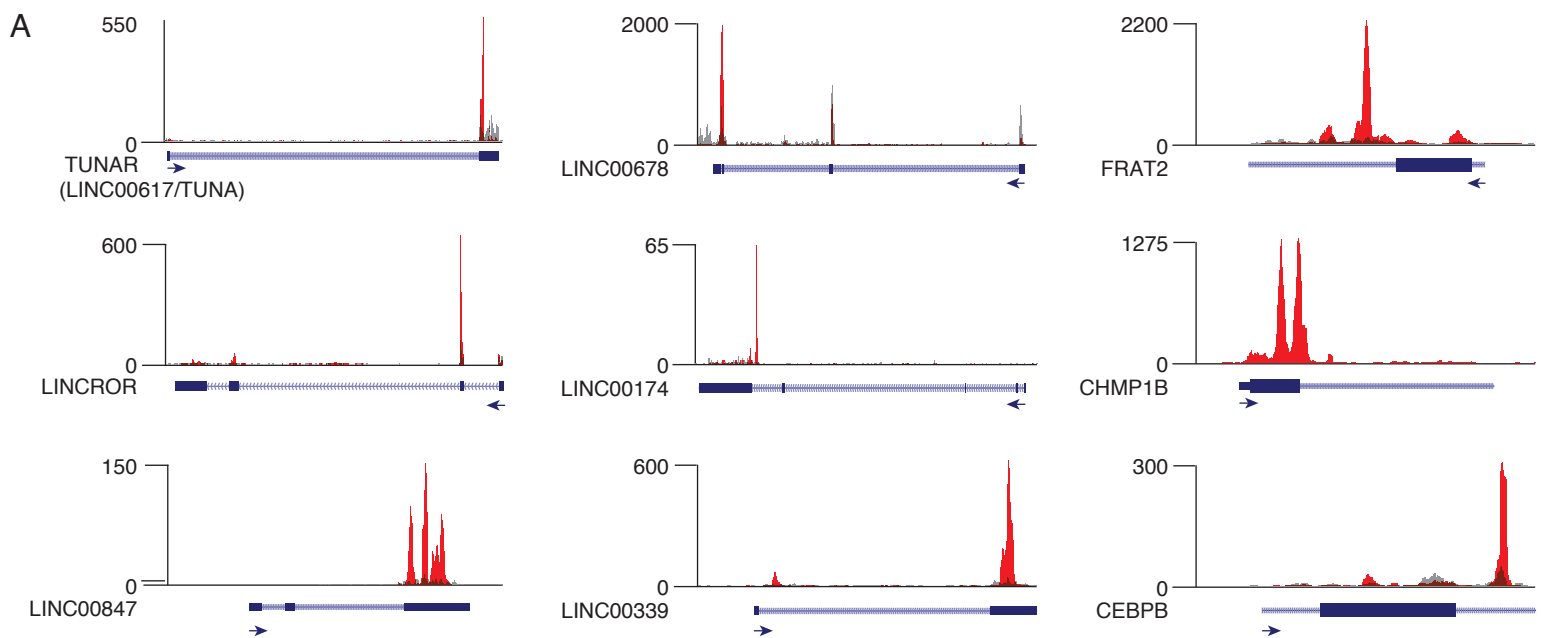 A
550
0
TUNAR
(LINC00617/TUNA)
2000
0
LINC00678
2200
0
FRAT2
600
0
LINCROR
65
0
LINC00174
1275
0
CHMP1B
150
0
LINC00847
600
0
LINC00339
300
0
CEBPB